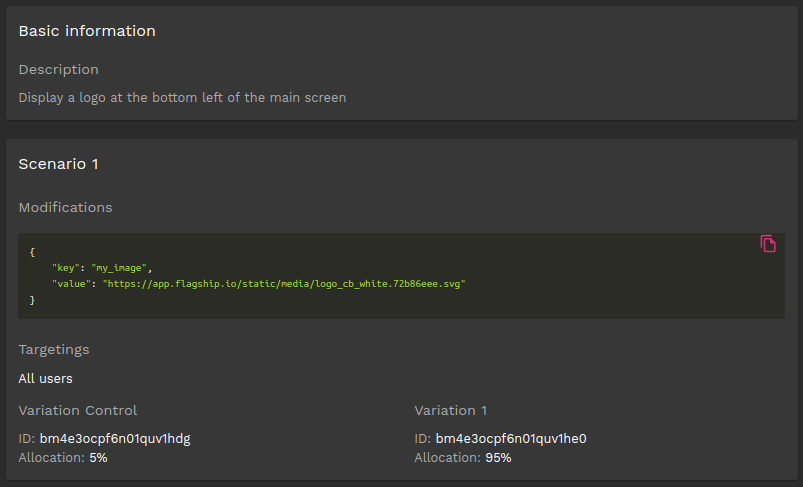 Basic information
Description
Display a logo at the bottom left of the main screen
Scenario 1
Modifications
{
"key": "my_image",
"value": "https://app.flagship.io/static/media/logo_cb_white.72b86eee.svg"
}
Targetings
All users
Variation Control
ID: bm4e3ocpf6n01quv1hdg
Allocation: 5%
Variation 1
ID: bm4e3ocpf6n01quv1he0
Allocation: 95%